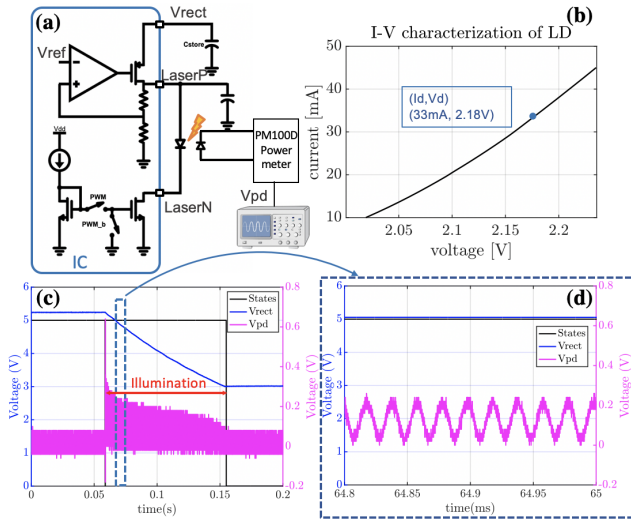 (a)
Vrect
Cstore
Vref
LaserP
Vdd
PM100D
Power
meter
PWM
PWM_b
LaserN
Vpd
IC
(b)
I-V characterization of LD
50
40
30
20
10
current [mA]
(Id,Vd)
(33mA, 2.18V)
2.05
2.1
2.15
2.2
voltage [V]
(c)
6
5
4
3
2
1
0
Voltage (V)
0.8
0.6
0.4
0.2
0
-0.2
Voltage (V)
States
Vrect
Vpd
Illumination
0
0.05
0.1
0.15
0.2
time(s)
(d)
6
5
4
3
2
1
0
Voltage (V)
0.8
0.6
0.4
0.2
0
-0.2
Voltage (V)
States
Vrect
Vpd
64.8
64.85
64.9
64.95
65
time(ms)